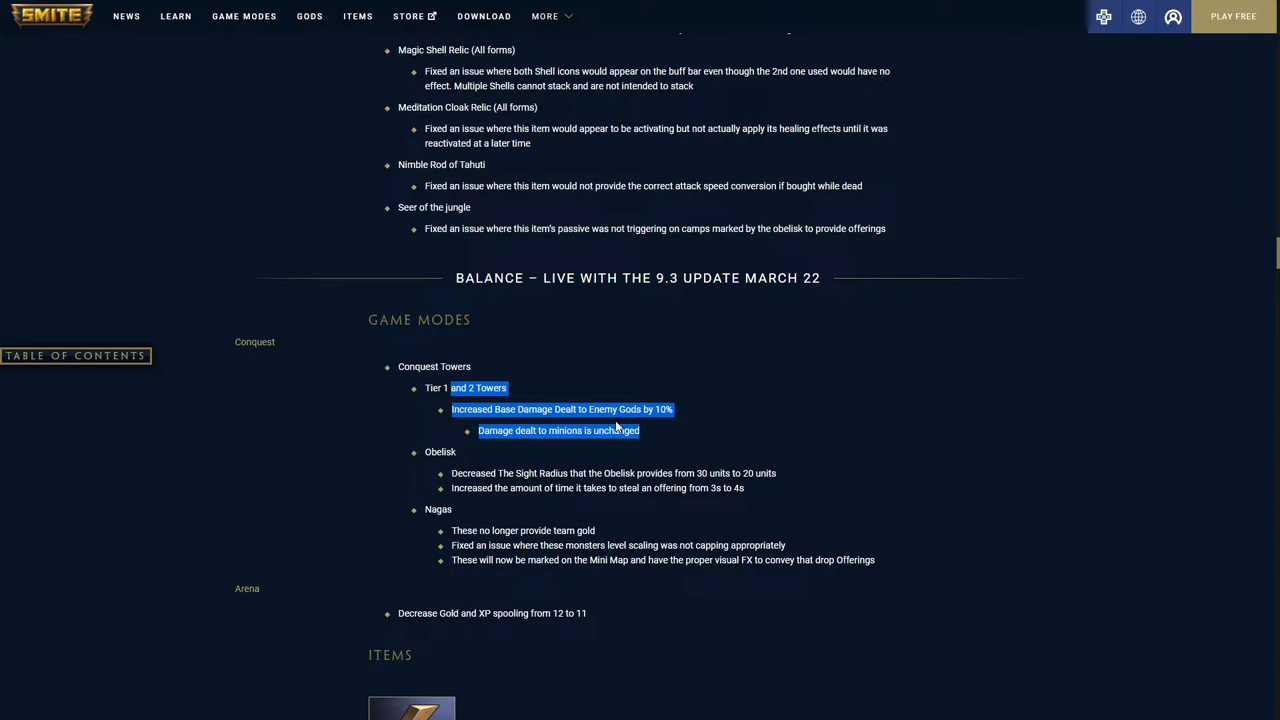 SMITE
NEWS
LEARN
GAME MODES
GODS
ITEMS
STORE
DOWNLOAD
MORE
PLAY FREE
Magic Shell Relic (All forms)
Fixed an issue where both Shell icons would appear on the buff bar even though the 2nd one used would have no
effect. Multiple Shells cannot stack and are not intended to stack
Meditation Cloak Relic (All forms)
Fixed an issue where this item would appear to be activating but not actually apply its healing effects until it was
reactivated at a later time
Nimble Rod of Tahuti
Fixed an issue where this item would not provide the correct attack speed conversion if bought while dead
Seer of the jungle
Fixed an issue where this item's passive was not triggering on camps marked by the obelisk to provide offerings
BALANCE – LIVE WITH THE 9.3 UPDATE MARCH 22
GAME MODES
Conquest
TABLE OF CONTENTS
Conquest Towers
Tier 1 and 2 Towers
Increased Base Damage Dealt to Enemy Gods by 10%
Damage dealt to minions is unchanged
Obelisk
Decreased The Sight Radius that the Obelisk provides from 30 units to 20 units
Increased the amount of time it takes to steal an offering from 3s to 4s
Nagas
These no longer provide team gold
Fixed an issue where these monsters level scaling was not capping appropriately
These will now be marked on the Mini Map and have the proper visual FX to convey that drop Offerings
Arena
Decrease Gold and XP spooling from 12 to 11
ITEMS